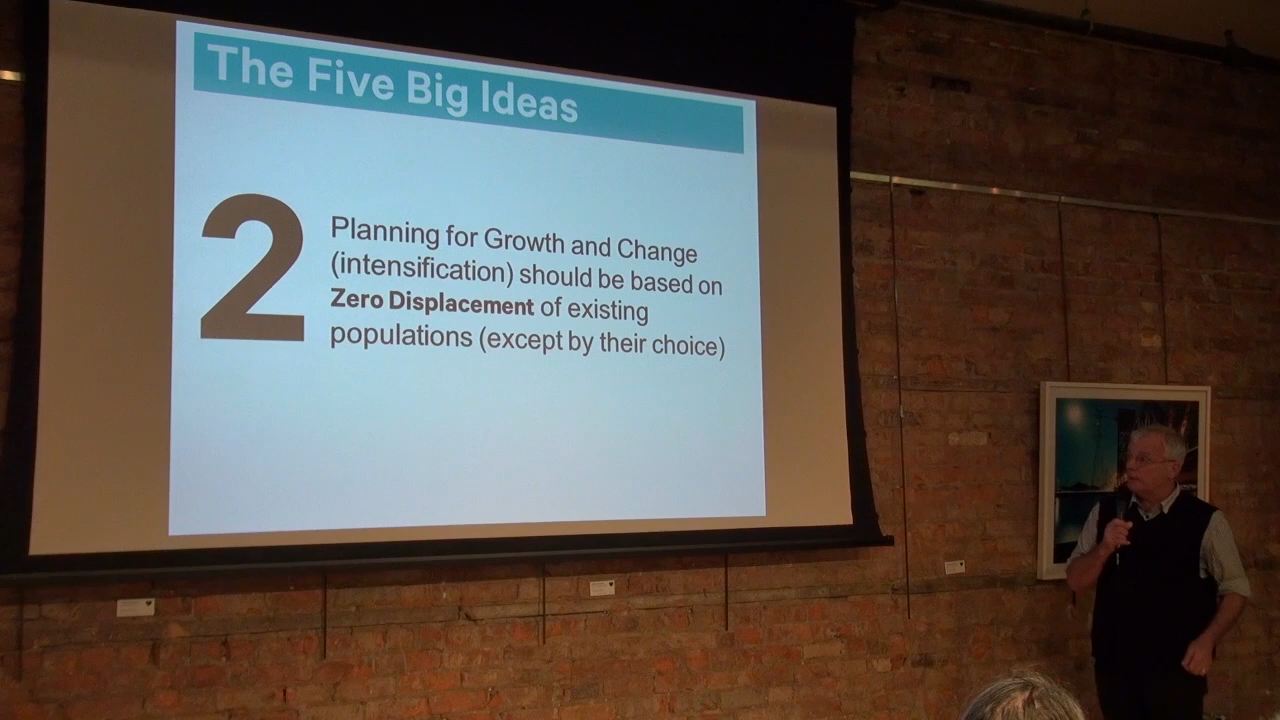 The Five Big Ideas
2
Planning for Growth and Change
(intensification) should be based on
Zero Displacement of existing
populations (except by their choice)